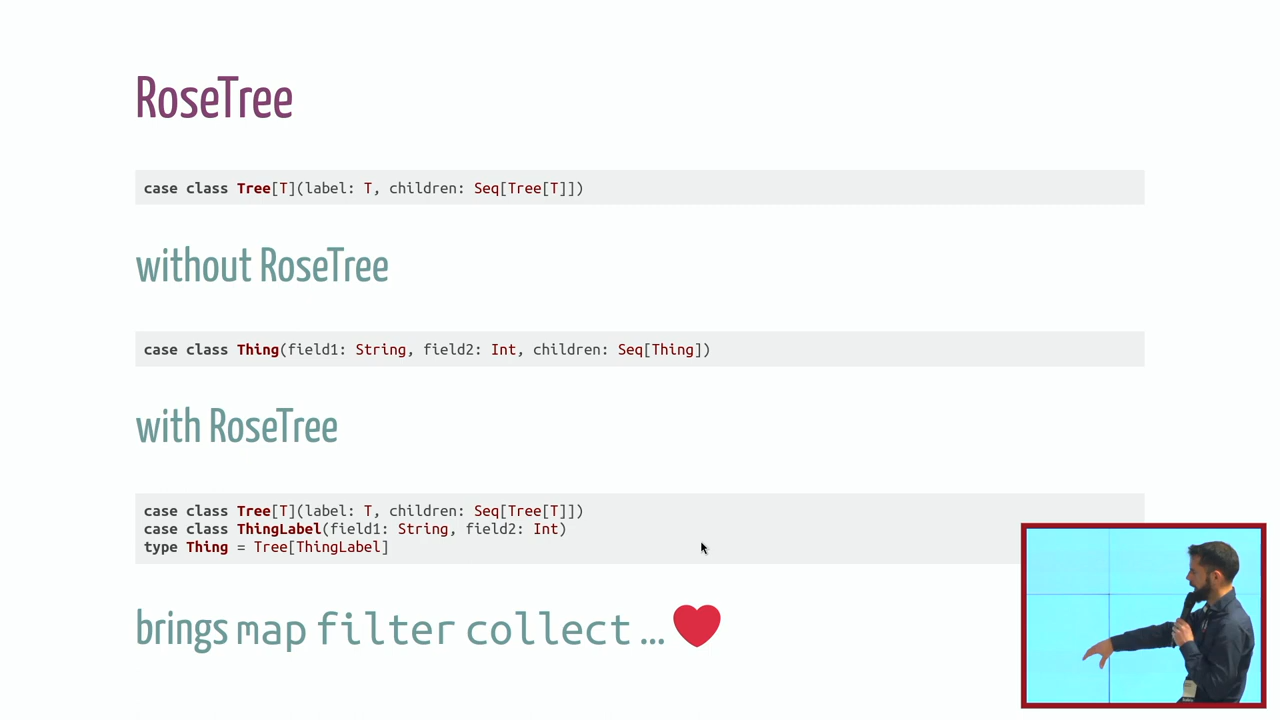 RoseTree
case class Tree[T](label: T, children: Seq[Tree[T]])
without RoseTree
case class Thing(field1: String, field2: Int, children: Seq[Thing])
with RoseTree
case class Tree[T](label: T, children: Seq[Tree[T]])
case class ThingLabel(field1: String, field2: Int)
type Thing = Tree[ThingLabel]
brings map filter collect ... ❤